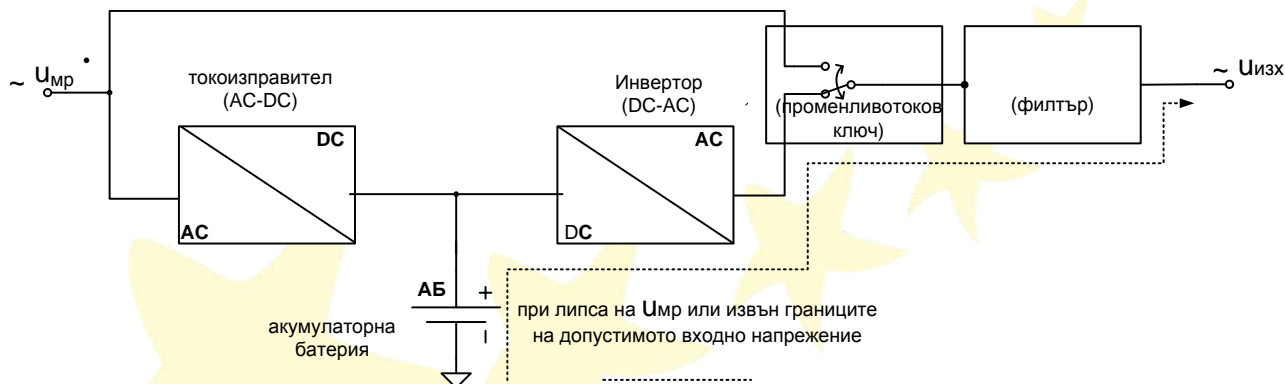 ~ Uмр
токоизправител
(AC-DC)
DC
AC
Инвертор
(DC-AC)
AC
DC
(променливотоков
ключ)
(филтър)
~ Uизх
АБ
+
акумулаторна
батерия
при липса на Uмр или извън границите
на допустимото входно напрежение